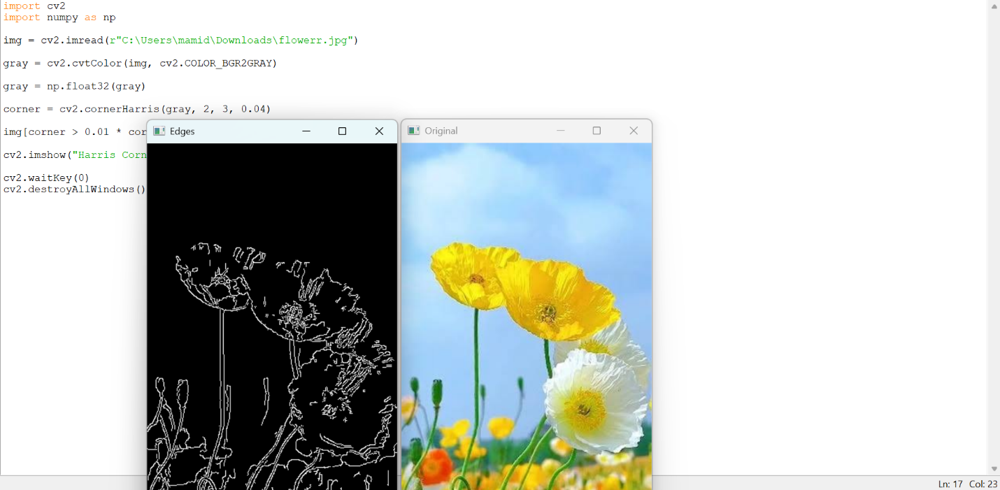 import cv2
import numpy as np
img = cv2.imread(r"C:\Users\mamid\Downloads\flowerr.jpg")
gray = cv2.cvtColor(img, cv2.COLOR_BGR2GRAY)
gray = np.float32(gray)
corner = cv2.cornerHarris(gray, 2, 3, 0.04)
img[corner > 0.01 * cor
cv2.imshow("Harris Corn
cv2.waitKey(0)
cv2.destroyAllWindows()
Edges
Original
Ln: 17 Col: 23